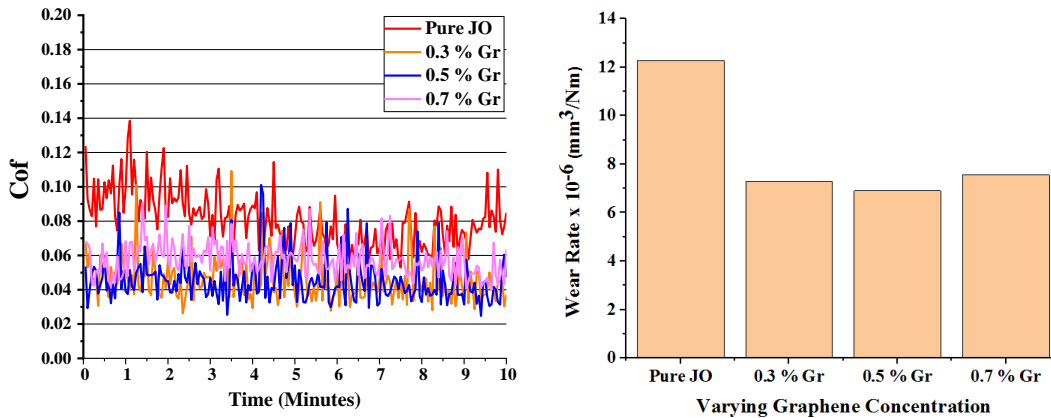 0.20
0.18
0.16
0.14
0.12
0.10
0.08
0.06
0.04
0.02
0.00
Cof
Pure JO
0.3 % Gr
0.5 % Gr
0.7 % Gr
0 1 2 3 4 5 6 7 8 9 10
Time (Minutes)
14
12
10
8
6
4
2
0
Wear Rate x 10-6 (mm³/Nm)
Pure JO 0.3 % Gr 0.5 % Gr 0.7 % Gr
Varying Graphene Concentration